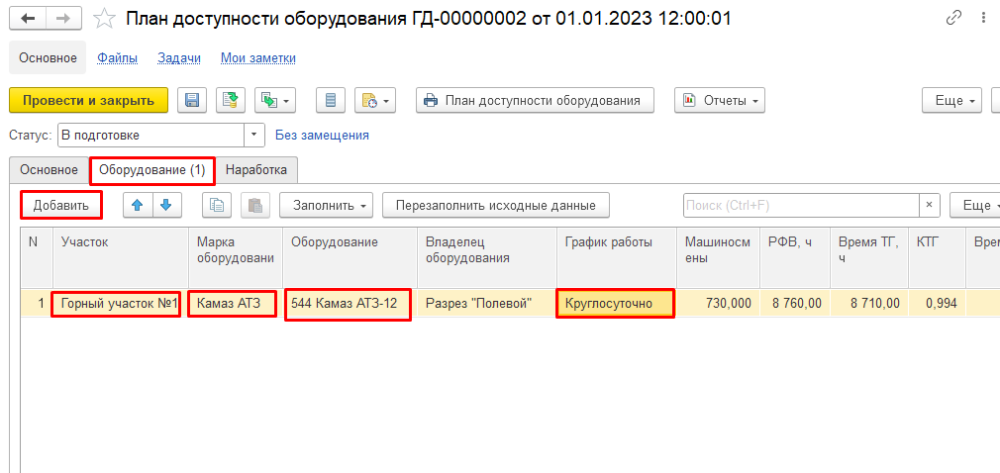 План доступности оборудования ГД-00000002 от 01.01.2023 12:00:01
Основное Файлы Задачи Мои заметки
Провести и закрыть План доступности оборудования Отчеты Еще
Статус: В подготовке Без замещения
Основное Оборудование (1) Наработка
Добавить Заполнить Перезаполнить исходные данные Поиск (Ctrl+F) × Еще
N Участок Марка оборудовани Оборудование Владелец оборудования График работы Машиносм ены РФВ, ч Время ТГ, ч КТГ Врем
1 Горный участок №1 Камаз АТЗ 544 Камаз АТЗ-12 Разрез "Полевой" Круглосуточно 730,000 8 760,00 8 710,00 0,994